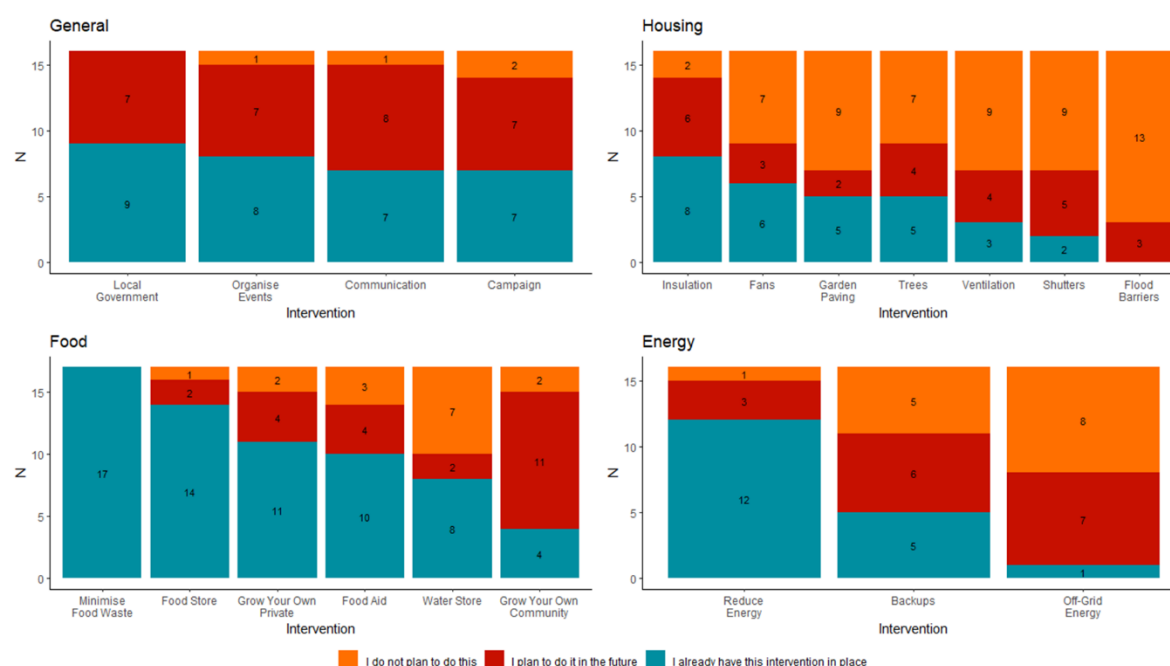 General
N
15
10
5
0
7
9
1
7
8
1
8
7
2
7
7
Local
Government
Organise
Events
Communication
Campaign
Intervention
Housing
N
15
10
5
0
2
6
8
7
3
6
9
2
5
7
4
5
9
4
3
9
5
2
13
3
Insulation
Fans
Garden
Paving
Trees
Ventilation
Shutters
Flood
Barriers
Intervention
Food
N
15
10
5
0
17
1
2
14
2
4
11
3
4
10
7
2
8
2
11
4
Minimise
Food Waste
Food Store
Grow Your Own
Private
Food Aid
Water Store
Grow Your Own
Community
Intervention
Energy
N
15
10
5
0
1
3
12
5
6
5
8
7
1
Reduce
Energy
Backups
Off-Grid
Energy
Intervention
I do not plan to do this
I plan to do it in the future
I already have this intervention in place